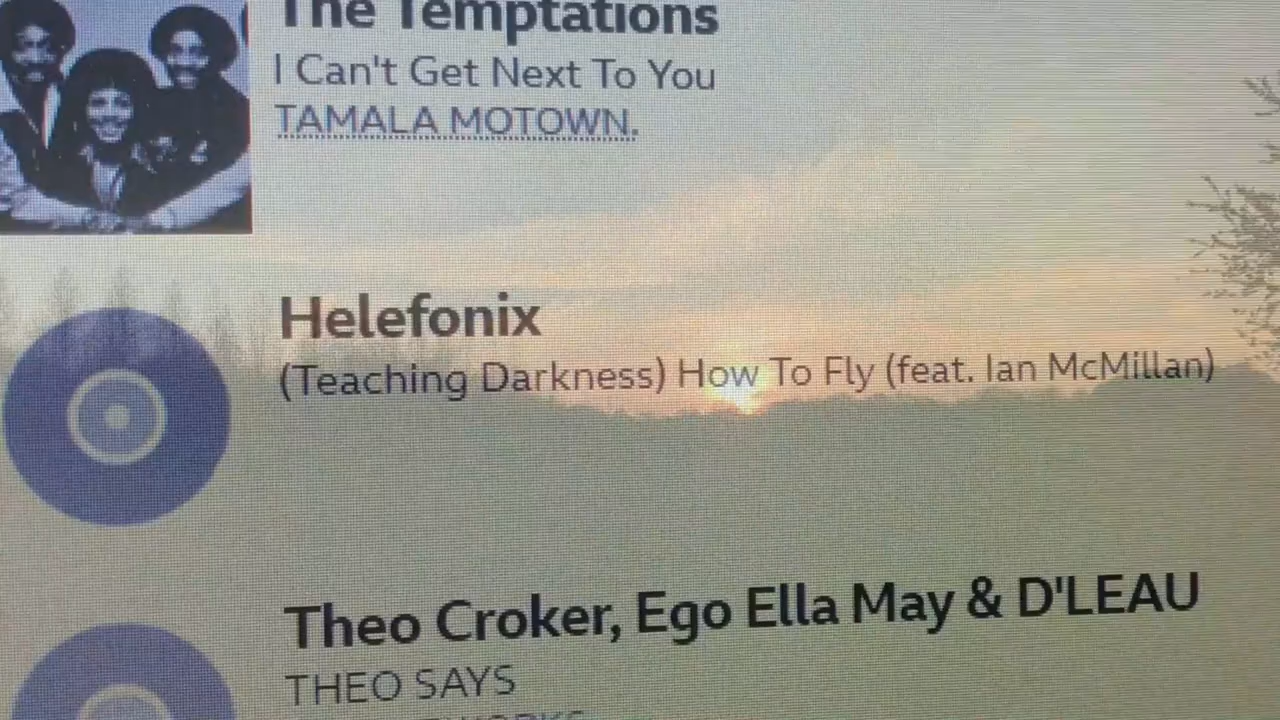 The Temptations
I Can't Get Next To You
TAMALA MOTOWN.
Helefonix
(Teaching Darkness) How To Fly (feat. Ian McMillan)
Theo Croker, Ego Ella May & D'LEAU
THEO SAYS